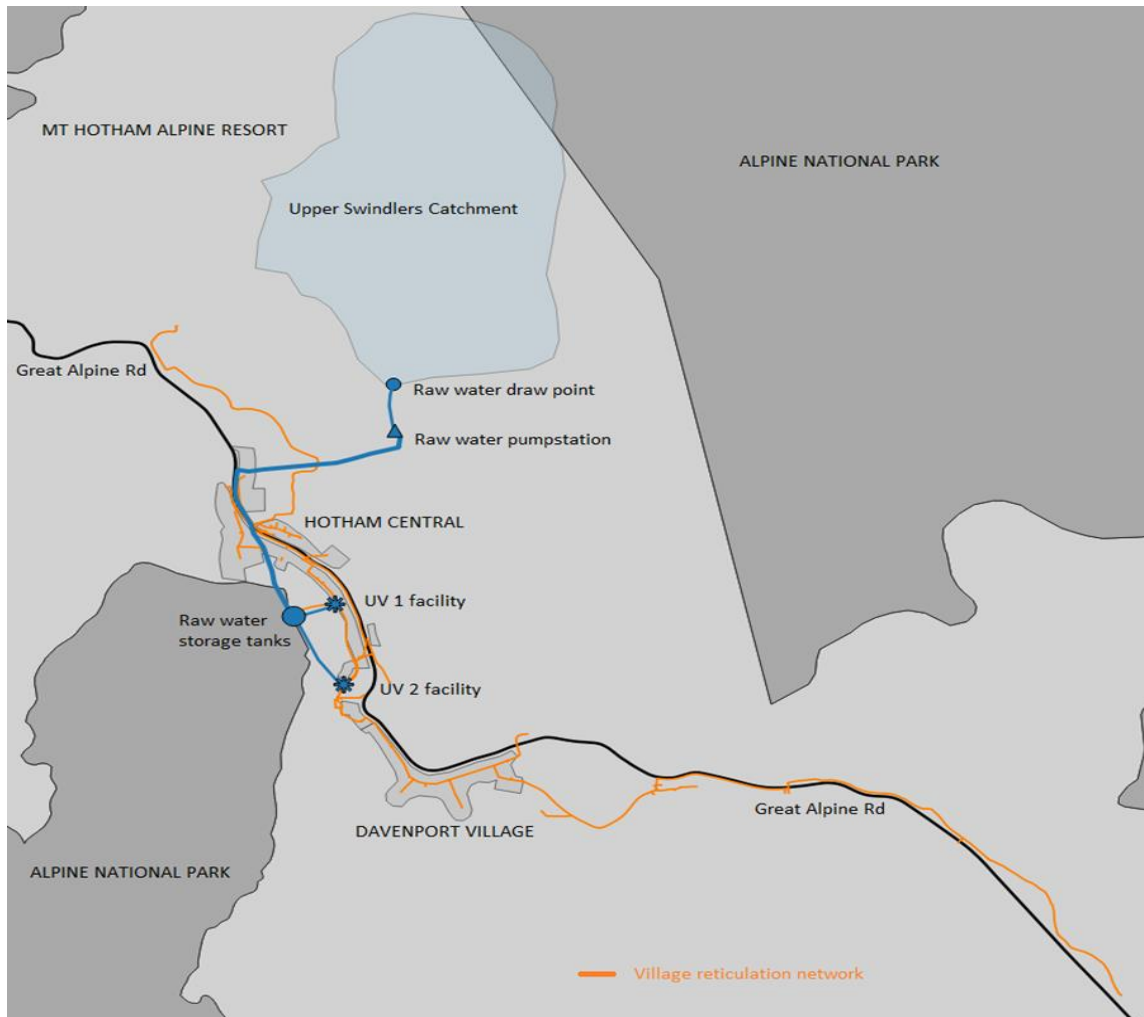 MT HOTHAM ALPINE RESORT
ALPINE NATIONAL PARK
Upper Swindlers Catchment
Great Alpine Rd
Raw water draw point
Raw water pumpstation
HOTHAM CENTRAL
UV 1 facility
Raw water
storage tanks
UV 2 facility
Great Alpine Rd
DAVENPORT VILLAGE
ALPINE NATIONAL PARK
Village reticulation network